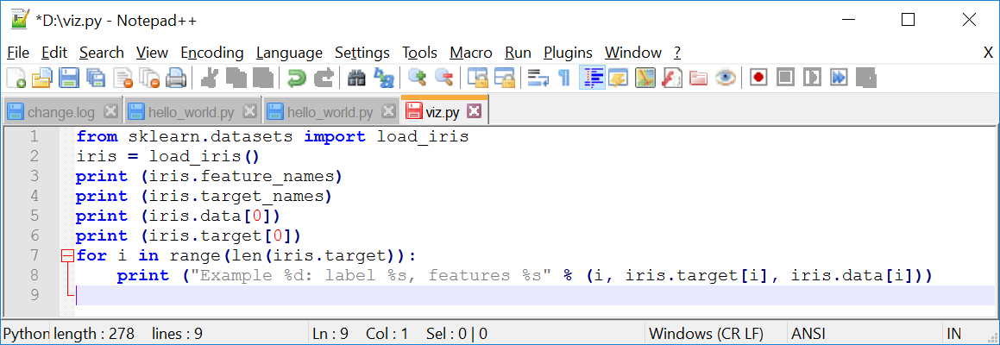 *D:\viz.py - Notepad++
File Edit Search View Encoding Language Settings Tools Macro Run Plugins Window ? X
change.log hello_world.py hello_world.py viz.py
1 from sklearn.datasets import load_iris
2 iris = load_iris()
3 print (iris.feature_names)
4 print (iris.target_names)
5 print (iris.data[0])
6 print (iris.target[0])
7 for i in range(len(iris.target)):
8     print ("Example %d: label %s, features %s" % (i, iris.target[i], iris.data[i]))
9
Python length : 278 lines : 9 Ln : 9 Col : 1 Sel : 0 | 0 Windows (CR LF) ANSI IN